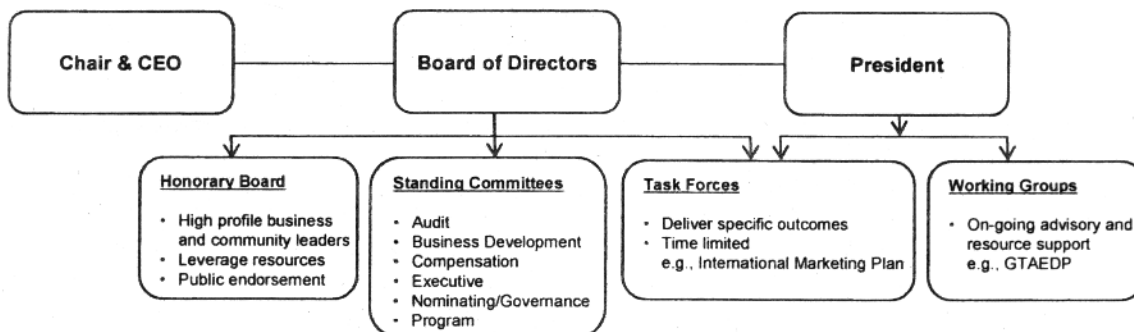 Chair & CEO
Board of Directors
President
Honorary Board
• High profile business
and community leaders
• Leverage resources
• Public endorsement
Standing Committees
• Audit
• Business Development
• Compensation
• Executive
• Nominating/Governance
• Program
Task Forces
• Deliver specific outcomes
• Time limited
e.g., International Marketing Plan
Working Groups
• On-going advisory and
resource support
e.g., GTAEDP